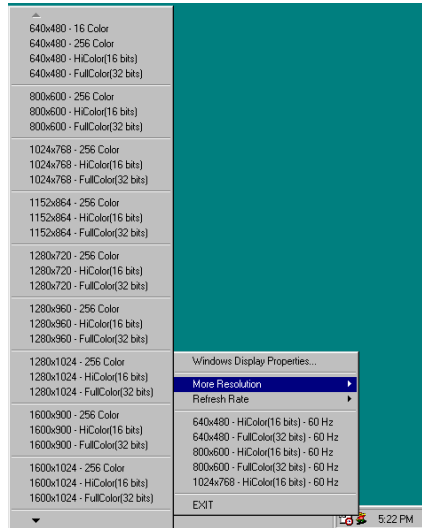 640x480 - 16 Color
640x480 - 256 Color
640x480 - HiColor(16 bits)
640x480 - FullColor(32 bits)
800x600 - 256 Color
800x600 - HiColor(16 bits)
800x600 - FullColor(32 bits)
1024x768 - 256 Color
1024x768 - HiColor(16 bits)
1024x768 - FullColor(32 bits)
1152x864 - 256 Color
1152x864 - HiColor(16 bits)
1152x864 - FullColor(32 bits)
1280x720 - 256 Color
1280x720 - HiColor(16 bits)
1280x720 - FullColor(32 bits)
1280x960 - 256 Color
1280x960 - HiColor(16 bits)
1280x960 - FullColor(32 bits)
1280x1024 - 256 Color
1280x1024 - HiColor(16 bits)
1280x1024 - FullColor(32 bits)
1600x900 - 256 Color
1600x900 - HiColor(16 bits)
1600x900 - FullColor(32 bits)
1600x1024 - 256 Color
1600x1024 - HiColor(16 bits)
1600x1024 - FullColor(32 bits)
Windows Display Properties...
More Resolution
Refresh Rate
640x480 - HiColor(16 bits) - 60 Hz
640x480 - FullColor(32 bits) - 60 Hz
800x600 - HiColor(16 bits) - 60 Hz
800x600 - FullColor(32 bits) - 60 Hz
1024x768 - HiColor(16 bits) - 60 Hz
EXIT
5:22 PM